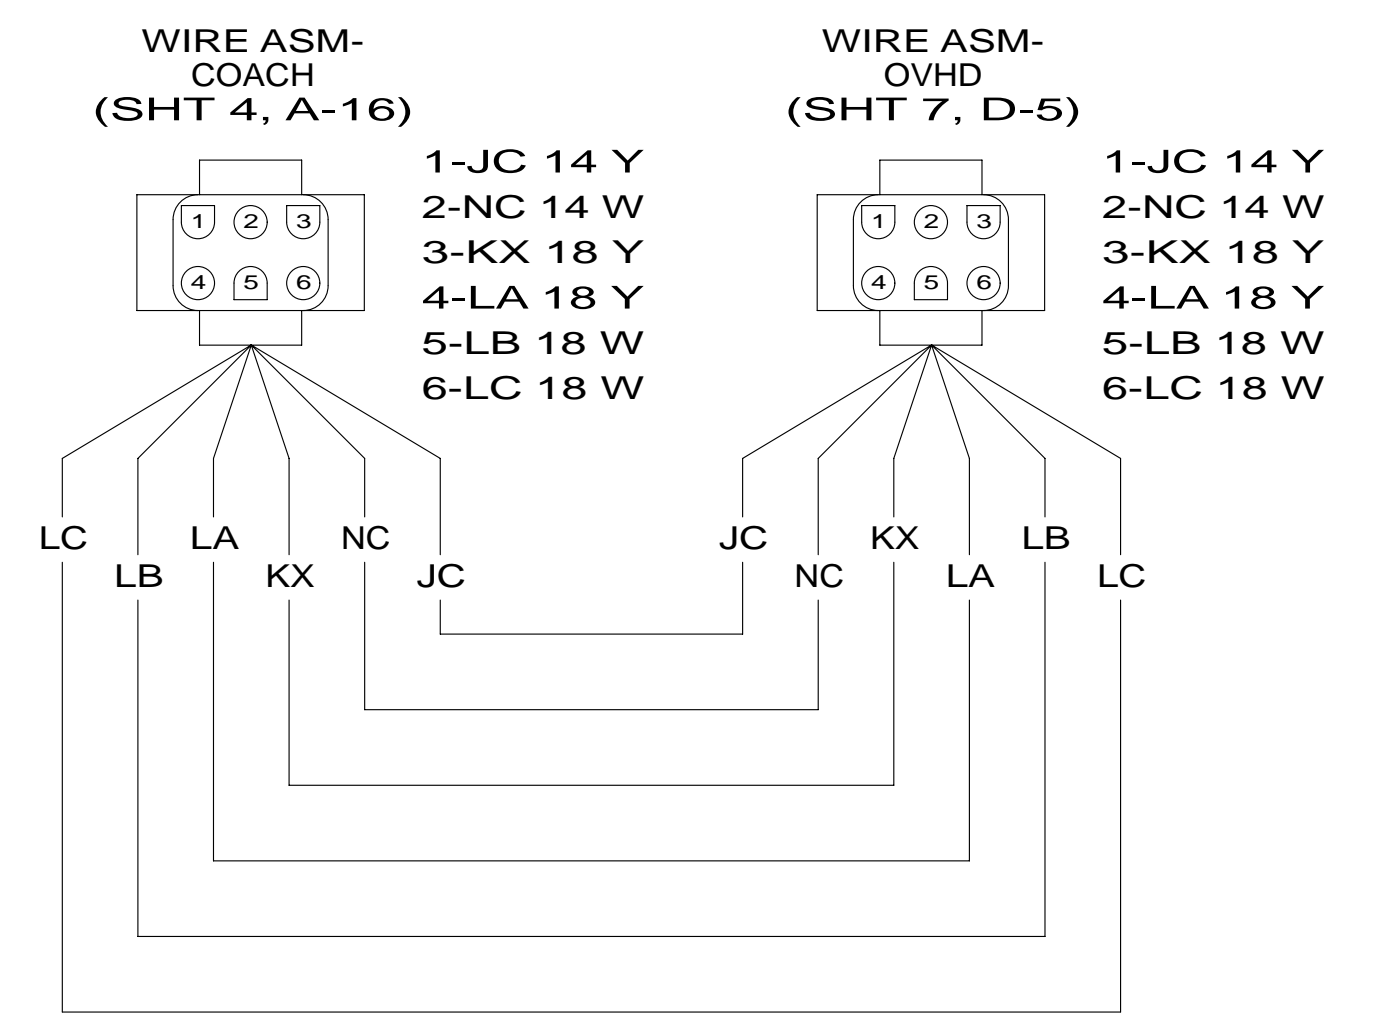 WIRE ASM-
COACH
(SHT 4, A-16)
1-JC 14 Y
2-NC 14 W
3-KX 18 Y
4-LA 18 Y
5-LB 18 W
6-LC 18 W
1 2 3
4 5 6
WIRE ASM-
OVHD
(SHT 7, D-5)
1-JC 14 Y
2-NC 14 W
3-KX 18 Y
4-LA 18 Y
5-LB 18 W
6-LC 18 W
1 2 3
4 5 6
LC LA NC JC KX LB
LB KX JC NC LA LC